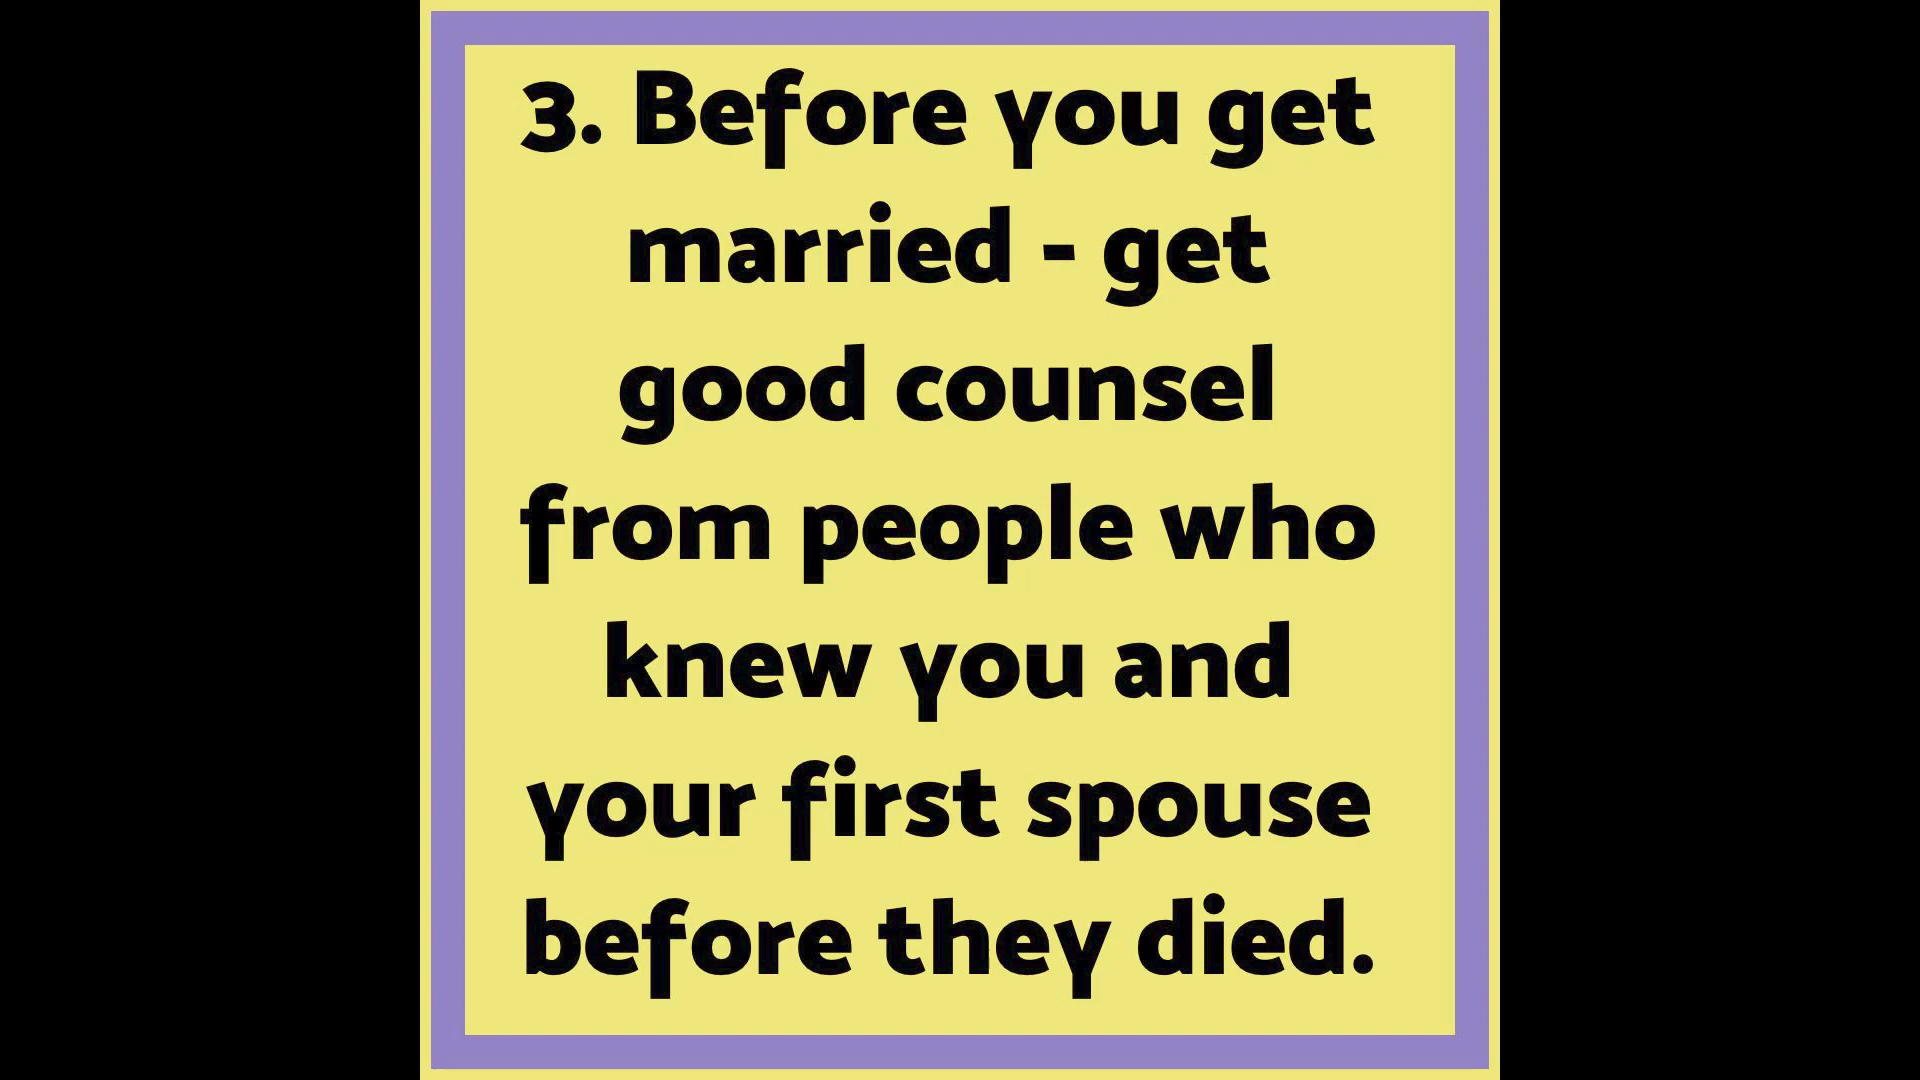 3. Before you get
married - get
good counsel
from people who
knew you and
your first spouse
before they died.